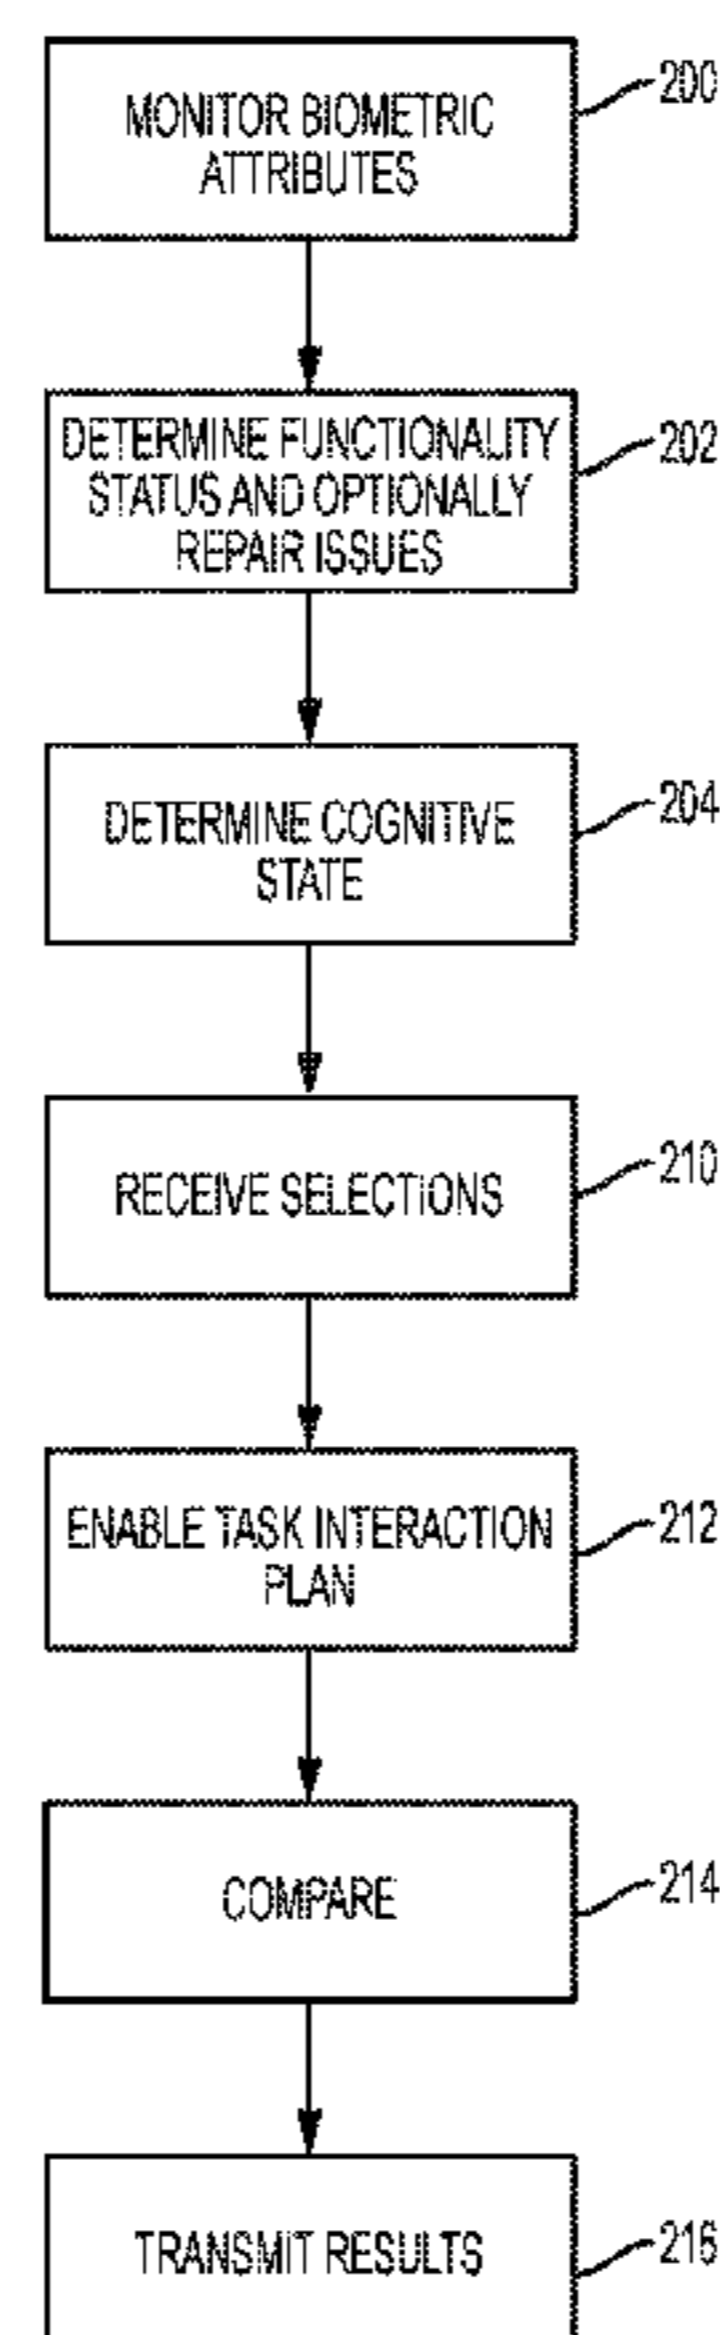 MONITOR BIOMETRIC
ATTRIBUTES
200
DETERMINE FUNCTIONALITY
STATUS AND OPTIONALLY
REPAIR ISSUES
202
DETERMINE COGNITIVE
STATE
204
RECEIVE SELECTIONS
210
ENABLE TASK INTERACTION
PLAN
212
COMPARE
214
TRANSMIT RESULTS
216